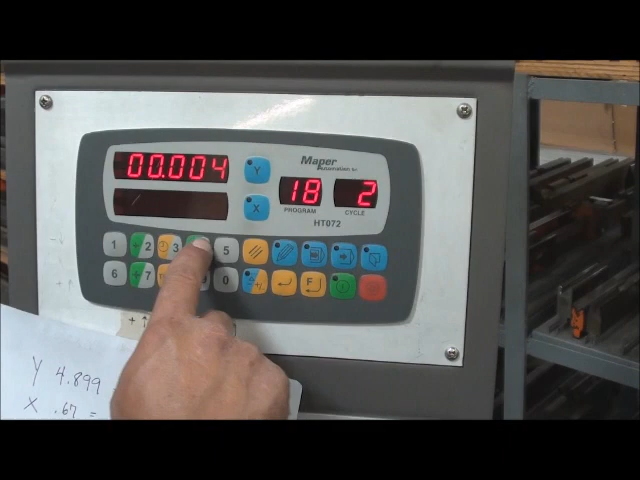 Maper
Automation, srl
00.004
Y
18
2
PROGRAM
CYCLE
X
HT072
1
2
3
5
6
7
0
F
Y 4.899
X .67 =